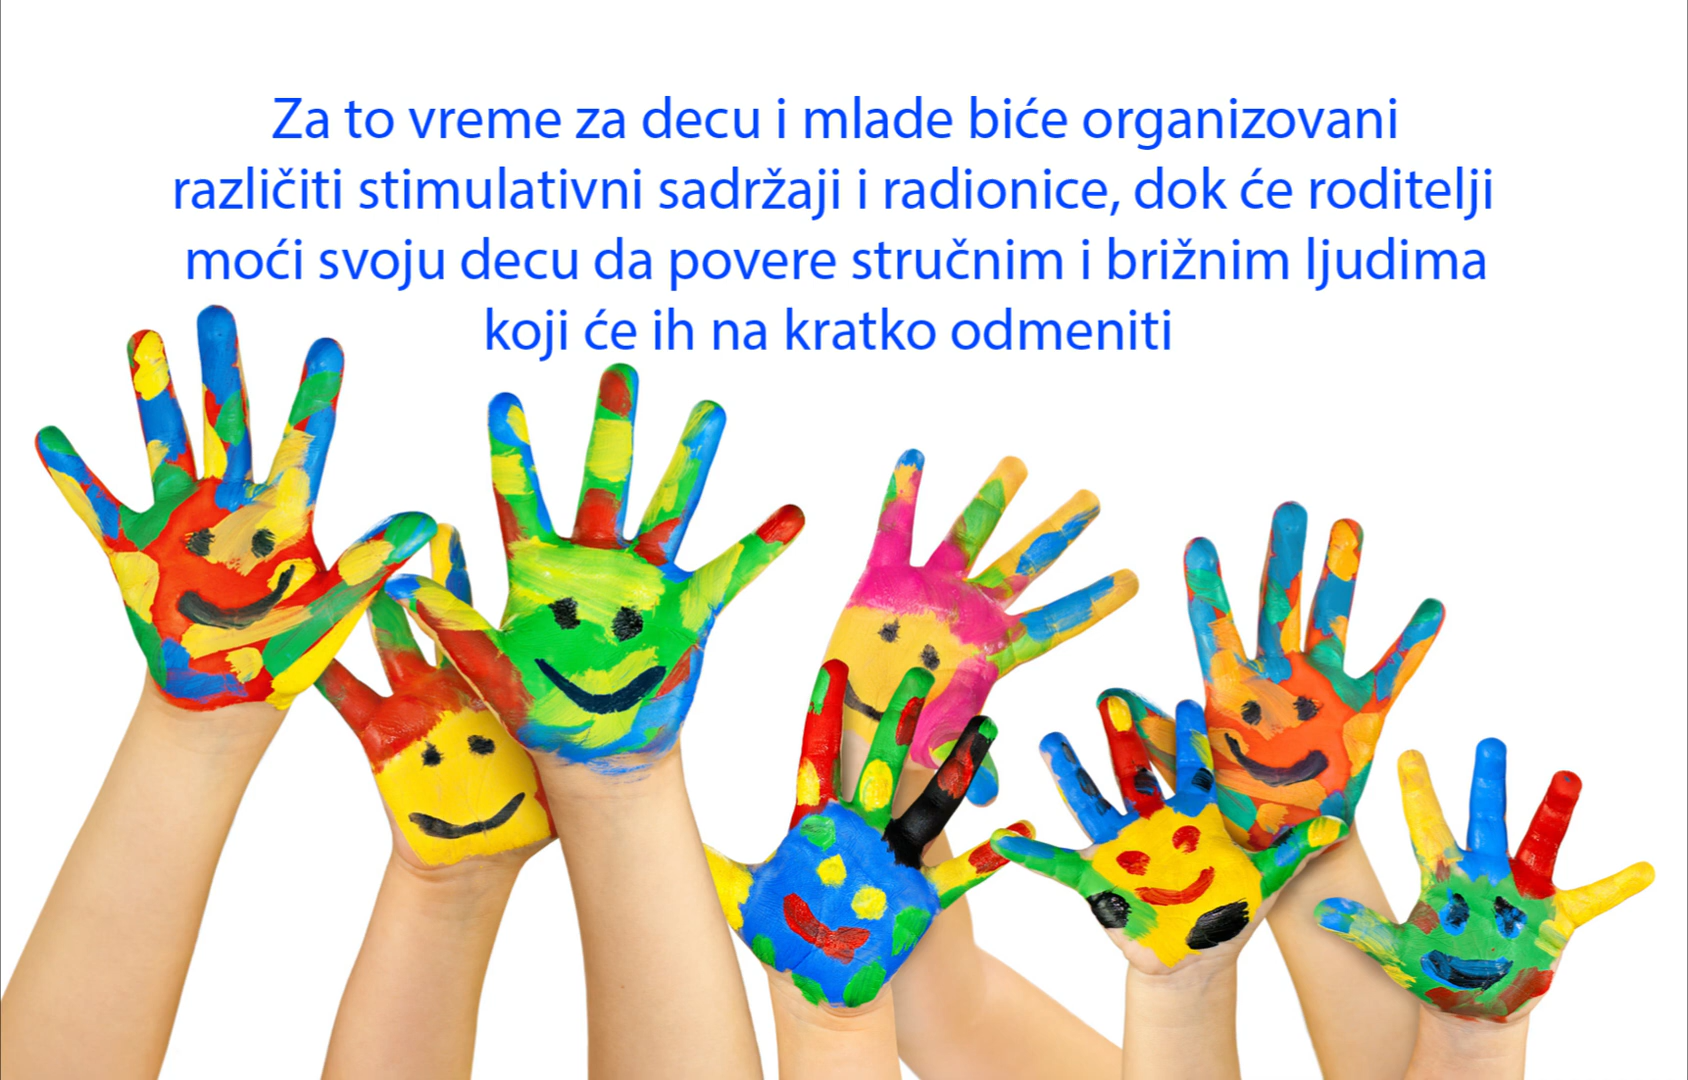 Za to vreme za decu i mlade biće organizovani
različiti stimulativni sadržaji i radionice, dok će roditelji
moći svoju decu da povere stručnim i brižnim ljudima
koji će ih na kratko odmeniti